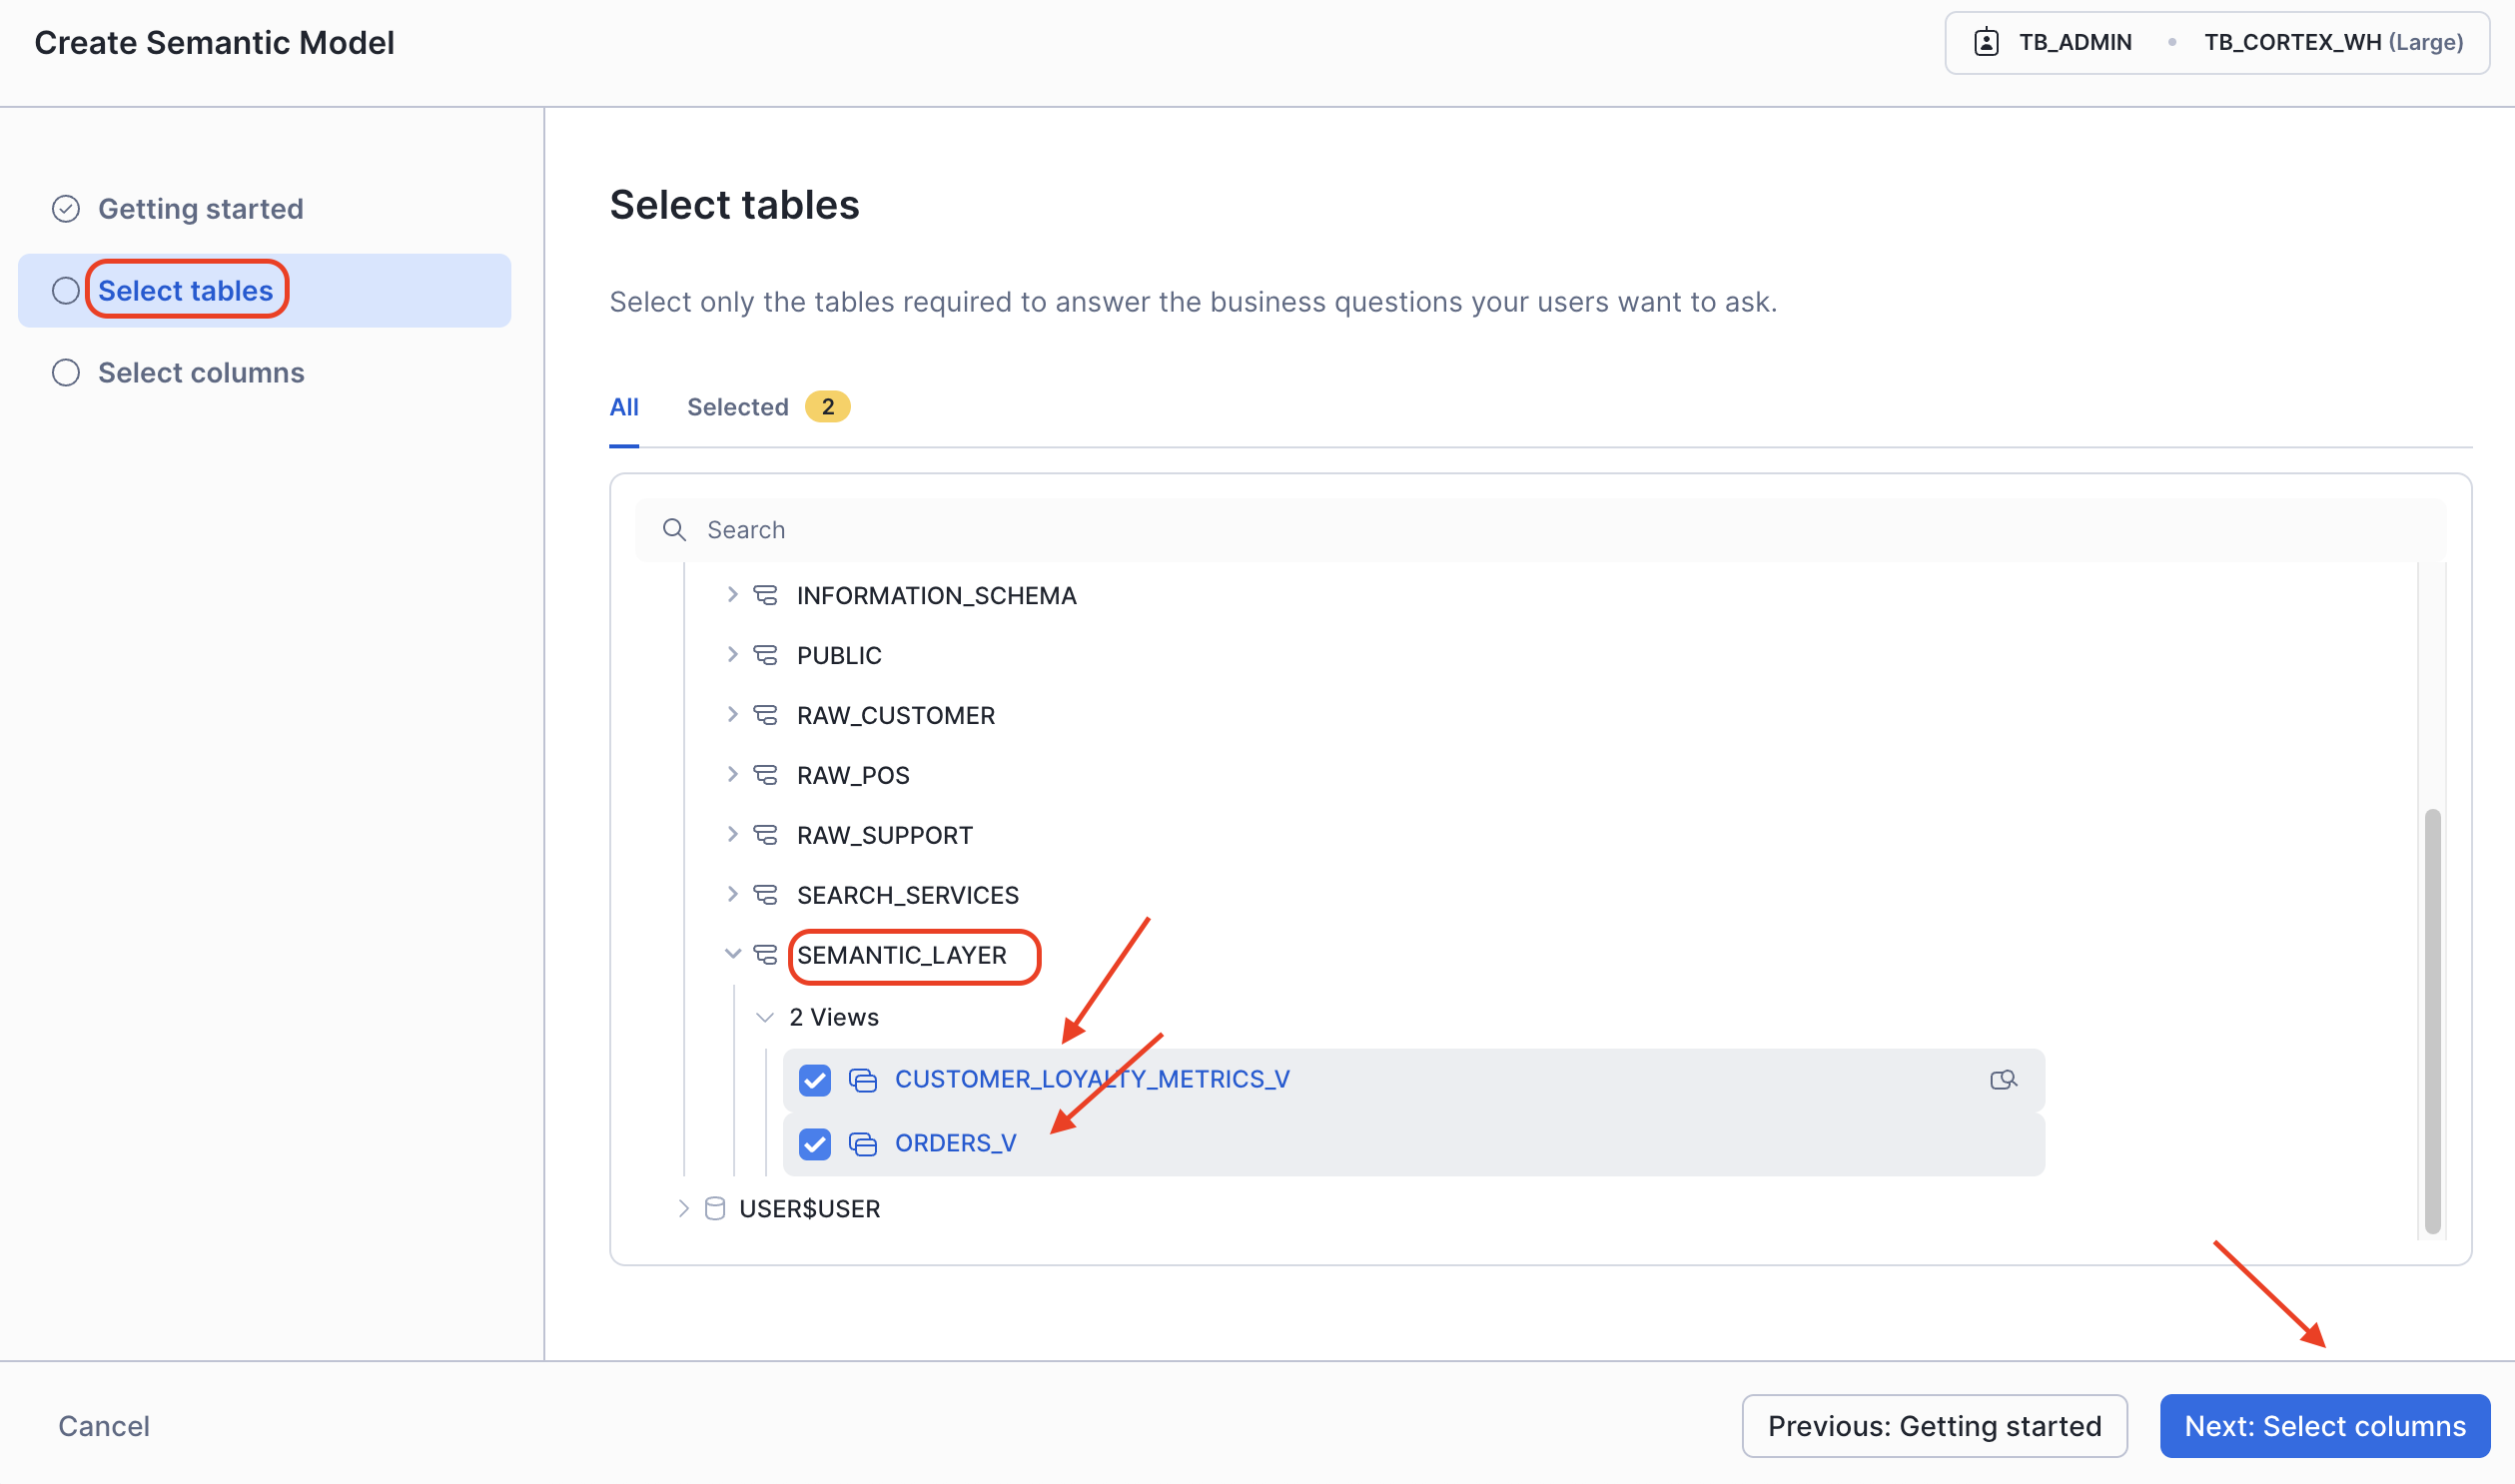 Create Semantic Model
TB_ADMIN • TB_CORTEX_WH (Large)
Getting started
Select tables
Select columns
Select tables
Select only the tables required to answer the business questions your users want to ask.
All Selected 2
Search
INFORMATION_SCHEMA
PUBLIC
RAW_CUSTOMER
RAW_POS
RAW_SUPPORT
SEARCH_SERVICES
SEMANTIC_LAYER
2 Views
CUSTOMER_LOYALTY_METRICS_V
ORDERS_V
USER$USER
Cancel
Previous: Getting started
Next: Select columns